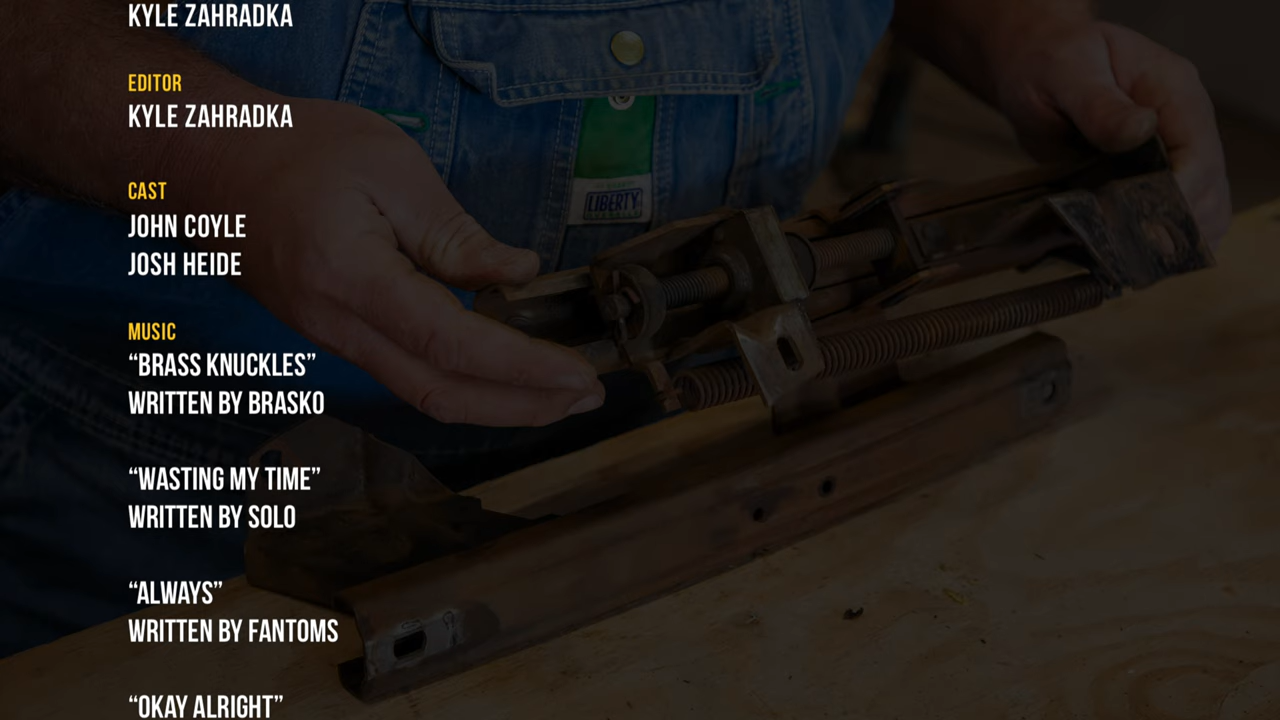 KYLE ZAHRADKA
EDITOR
KYLE ZAHRADKA
CAST
JOHN COYLE
JOSH HEIDE
MUSIC
“BRASS KNUCKLES”
WRITTEN BY BRASKO
“WASTING MY TIME”
WRITTEN BY SOLO
“ALWAYS”
WRITTEN BY FANTOMS
“OKAY ALRIGHT”
LIBERTY